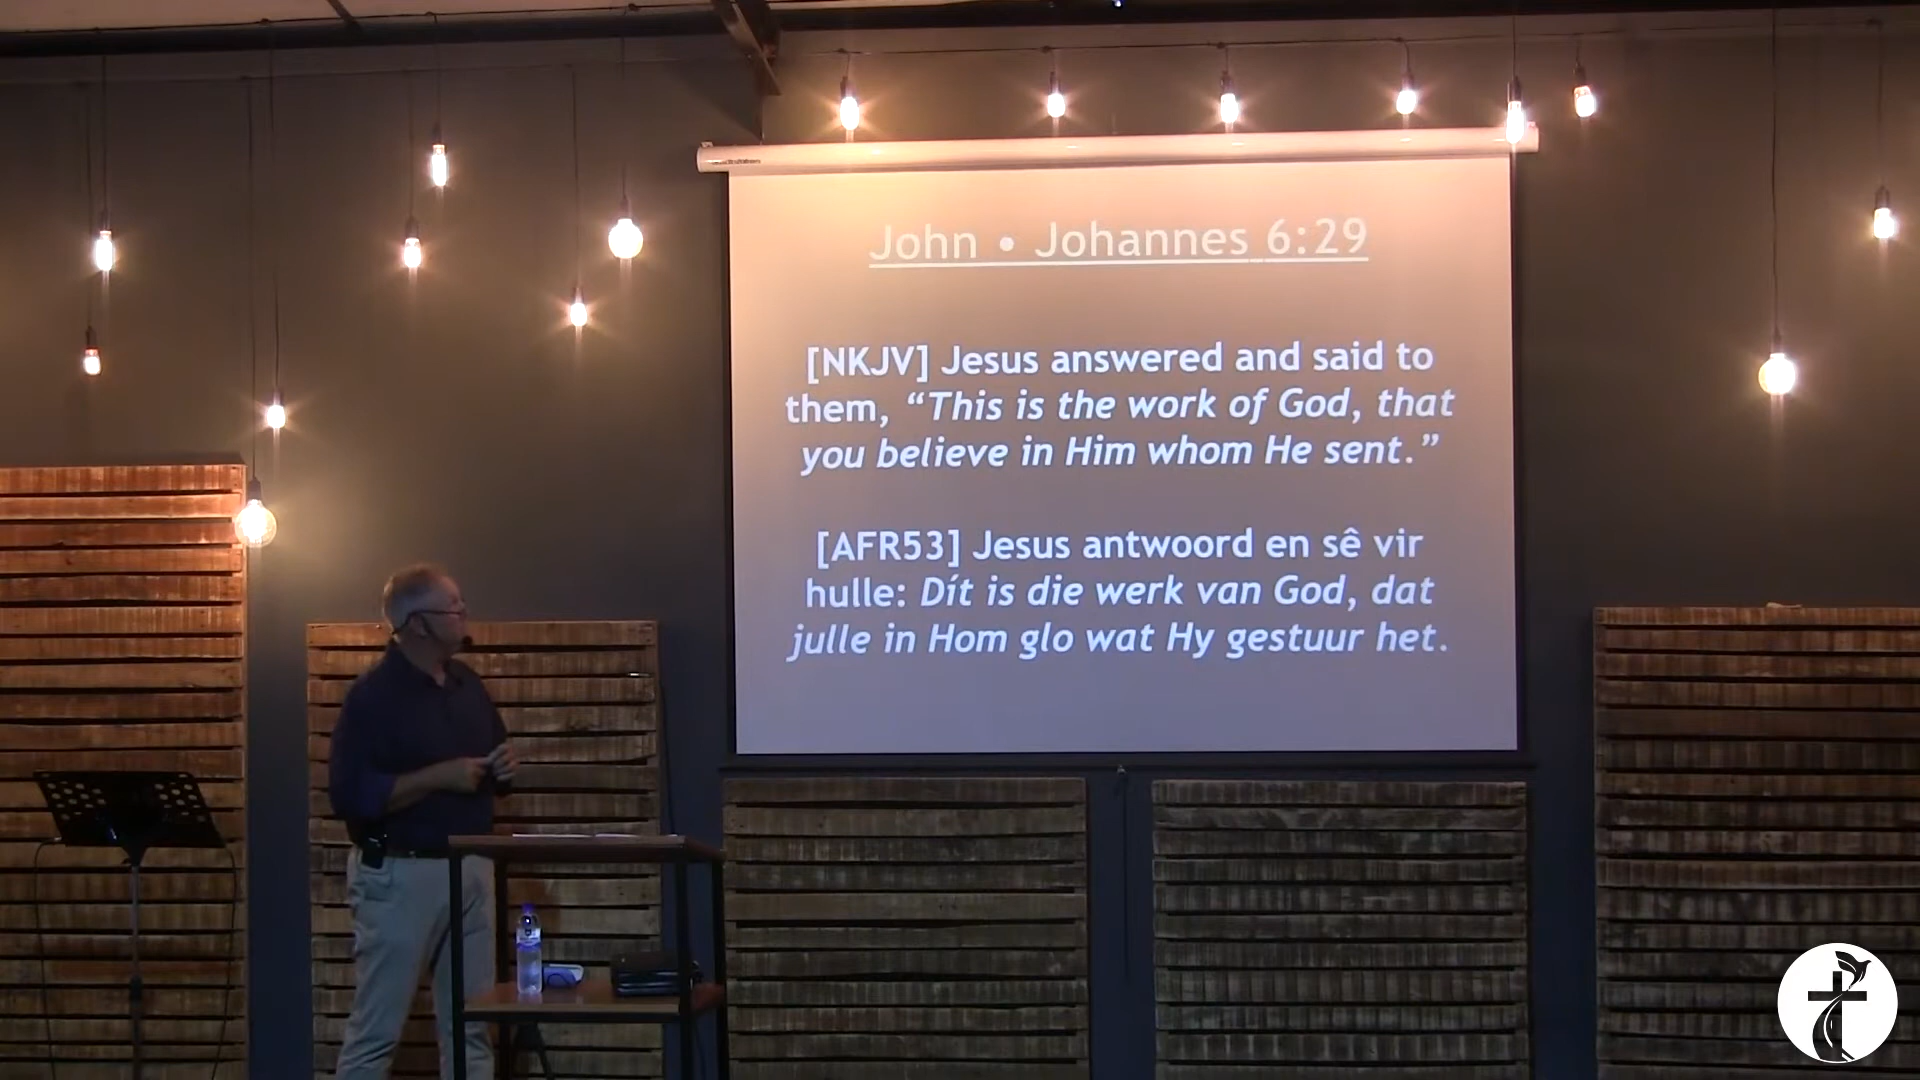 John • Johannes 6:29
[NKJV] Jesus answered and said to
them, “This is the work of God, that
you believe in Him whom He sent.”
[AFR53] Jesus antwoord en sê vir
hulle: Dít is die werk van God, dat
julle in Hom glo wat Hy gestuur het.